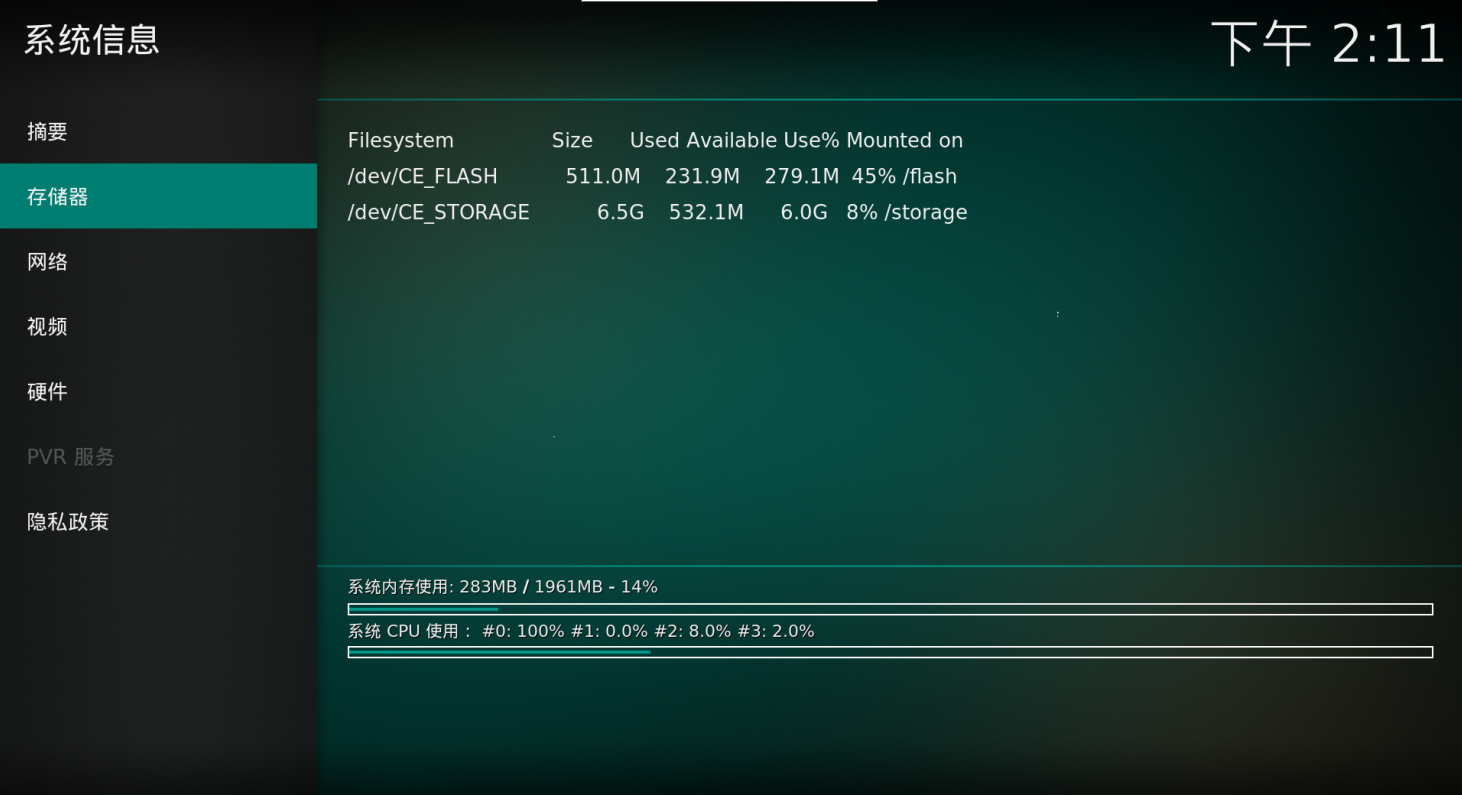 系统信息
下午 2:11
摘要
存储器
网络
视频
硬件
PVR 服务
隐私政策
Filesystem Size Used Available Use% Mounted on
/dev/CE_FLASH 511.0M 231.9M 279.1M 45% /flash
/dev/CE_STORAGE 6.5G 532.1M 6.0G 8% /storage
系统内存使用: 283MB / 1961MB - 14%
系统 CPU 使用： #0: 100% #1: 0.0% #2: 8.0% #3: 2.0%